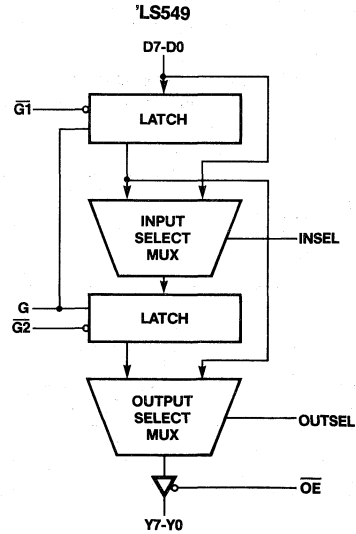 'LS549
D7-D0
G1
LATCH
INPUT
SELECT
MUX
INSEL
G
G2
LATCH
OUTPUT
SELECT
MUX
OUTSEL
OE
Y7-Y0